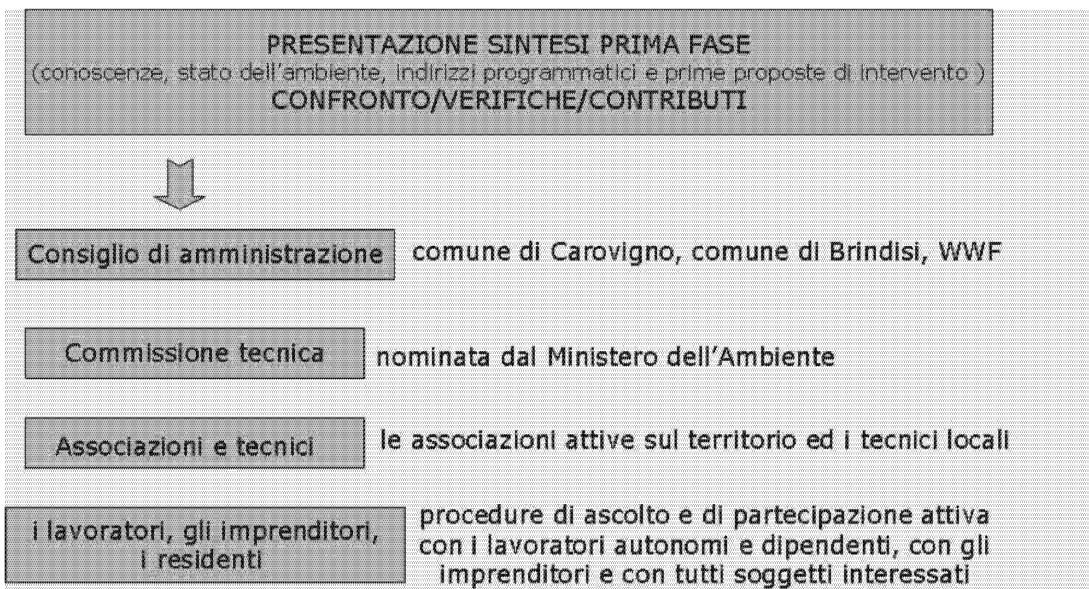 PRESENTAZIONE SINTESI PRIMA FASE
(conoscenze, stato dell'ambiente, indirizzi programmatici e prime proposte di intervento )
CONFRONTO/VERIFICHE/CONTRIBUTI
Consiglio di amministrazione
comune di Carovigno, comune di Brindisi, WWF
Commissione tecnica
nominata dal Ministero dell'Ambiente
Associazioni e tecnici
le associazioni attive sul territorio ed i tecnici locali
i lavoratori, gli imprenditori,
i residenti
procedure di ascolto e di partecipazione attiva
con i lavoratori autonomi e dipendenti, con gli
imprenditori e con tutti soggetti interessati